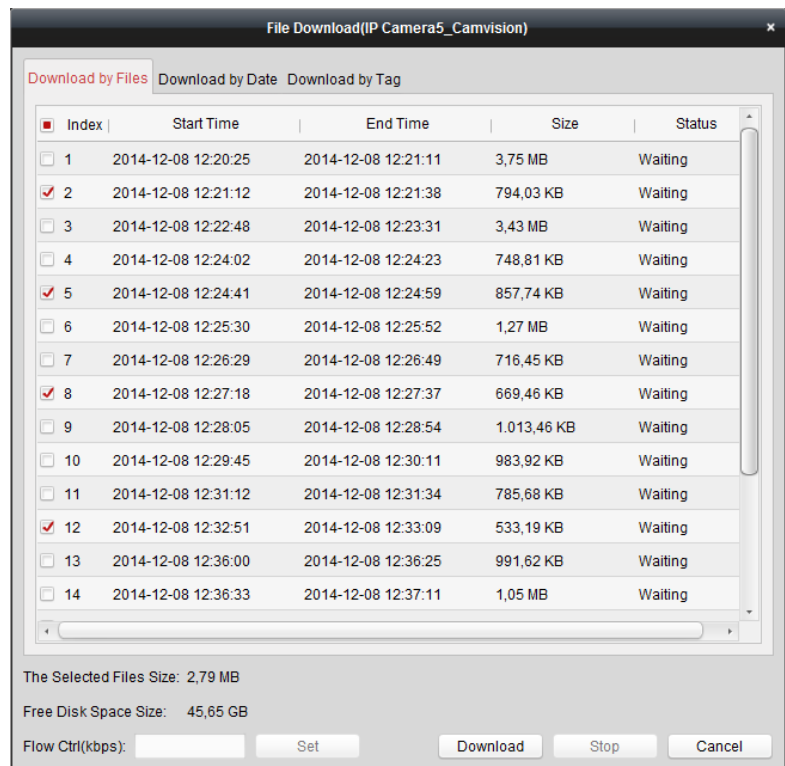 File Download(IP Camera5_Camvision) ×
Download by Files Download by Date Download by Tag
Index Start Time End Time Size Status
1 2014-12-08 12:20:25 2014-12-08 12:21:11 3,75 MB Waiting
2 2014-12-08 12:21:12 2014-12-08 12:21:38 794,03 KB Waiting
3 2014-12-08 12:22:48 2014-12-08 12:23:31 3,43 MB Waiting
4 2014-12-08 12:24:02 2014-12-08 12:24:23 748,81 KB Waiting
5 2014-12-08 12:24:41 2014-12-08 12:24:59 857,74 KB Waiting
6 2014-12-08 12:25:30 2014-12-08 12:25:52 1,27 MB Waiting
7 2014-12-08 12:26:29 2014-12-08 12:26:49 716,45 KB Waiting
8 2014-12-08 12:27:18 2014-12-08 12:27:37 669,46 KB Waiting
9 2014-12-08 12:28:05 2014-12-08 12:28:54 1.013,46 KB Waiting
10 2014-12-08 12:29:45 2014-12-08 12:30:11 983,92 KB Waiting
11 2014-12-08 12:31:12 2014-12-08 12:31:34 785,68 KB Waiting
12 2014-12-08 12:32:51 2014-12-08 12:33:09 533,19 KB Waiting
13 2014-12-08 12:36:00 2014-12-08 12:36:25 991,62 KB Waiting
14 2014-12-08 12:36:33 2014-12-08 12:37:11 1,05 MB Waiting
The Selected Files Size: 2,79 MB
Free Disk Space Size: 45,65 GB
Flow Ctrl(kbps): Set Download Stop Cancel